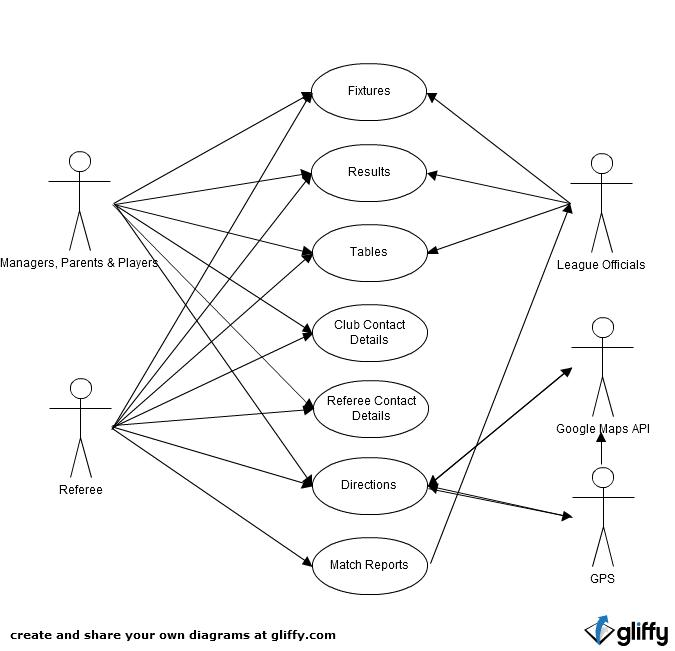 Fixtures
Results
Tables
Managers, Parents & Players
League Officials
Club Contact
Details
Referee Contact
Details
Google Maps API
Referee
Directions
Match Reports
GPS
create and share your own diagrams at gliffy.com
gliffy